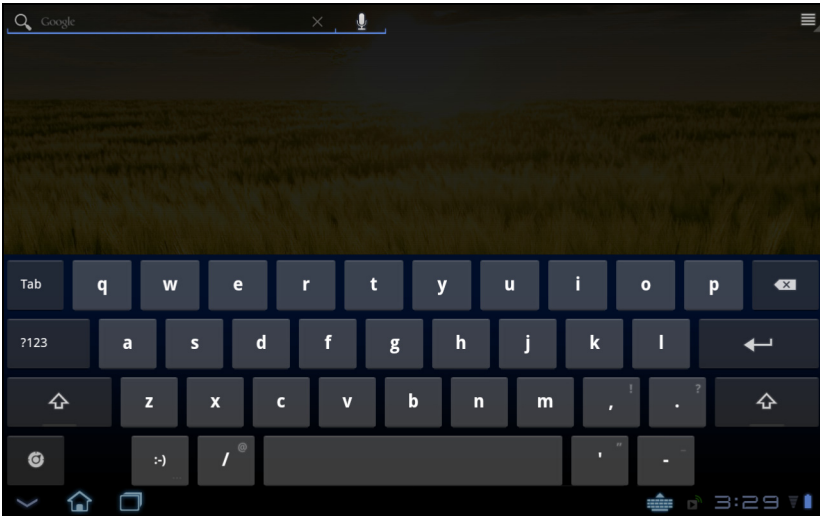 Google
Tab q w e r t y u i o p
?123 a s d f g h j k l
z x c v b n m , ! . ?
:-) / @ ' " - _
3:29